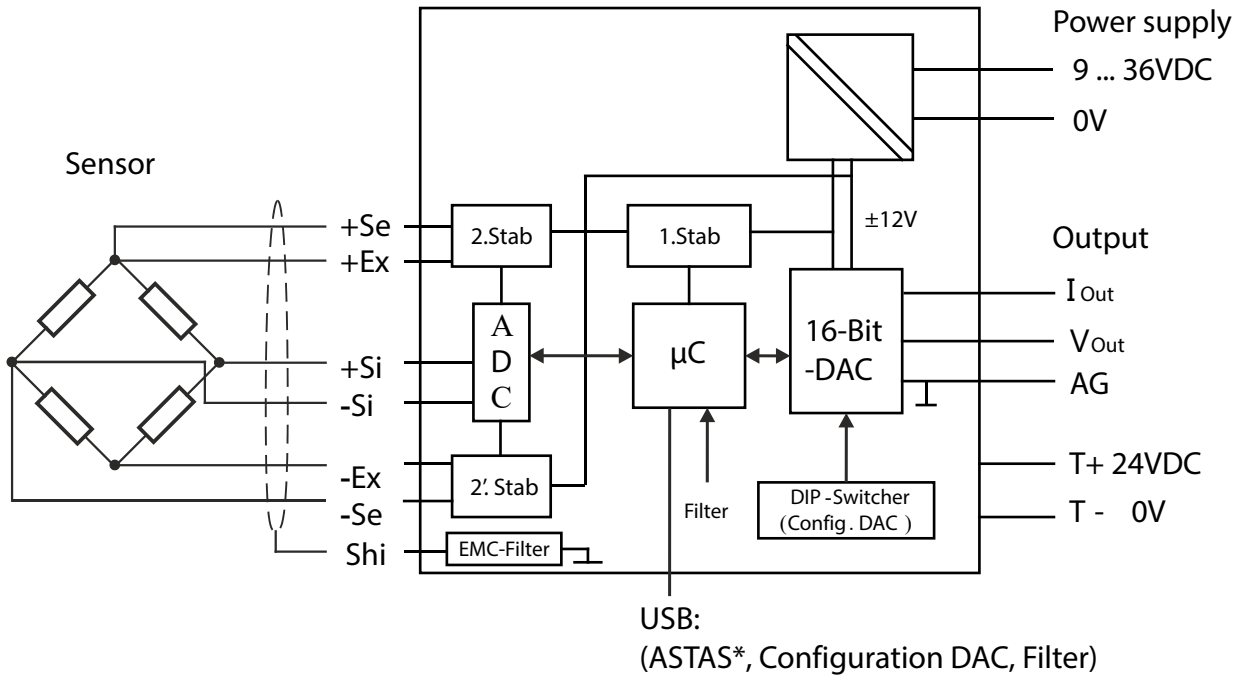 Power supply
9 ... 36VDC
0V
Sensor
+Se
+Ex
+Si
-Si
-Ex
-Se
Shi
2.Stab
1.Stab
±12V
A
D
C
µC
16-Bit
-DAC
2'. Stab
EMC-Filter
Filter
DIP -Switcher
(Config . DAC )
Output
I Out
V Out
AG
T+ 24VDC
T - 0V
USB:
(ASTAS*, Configuration DAC, Filter)